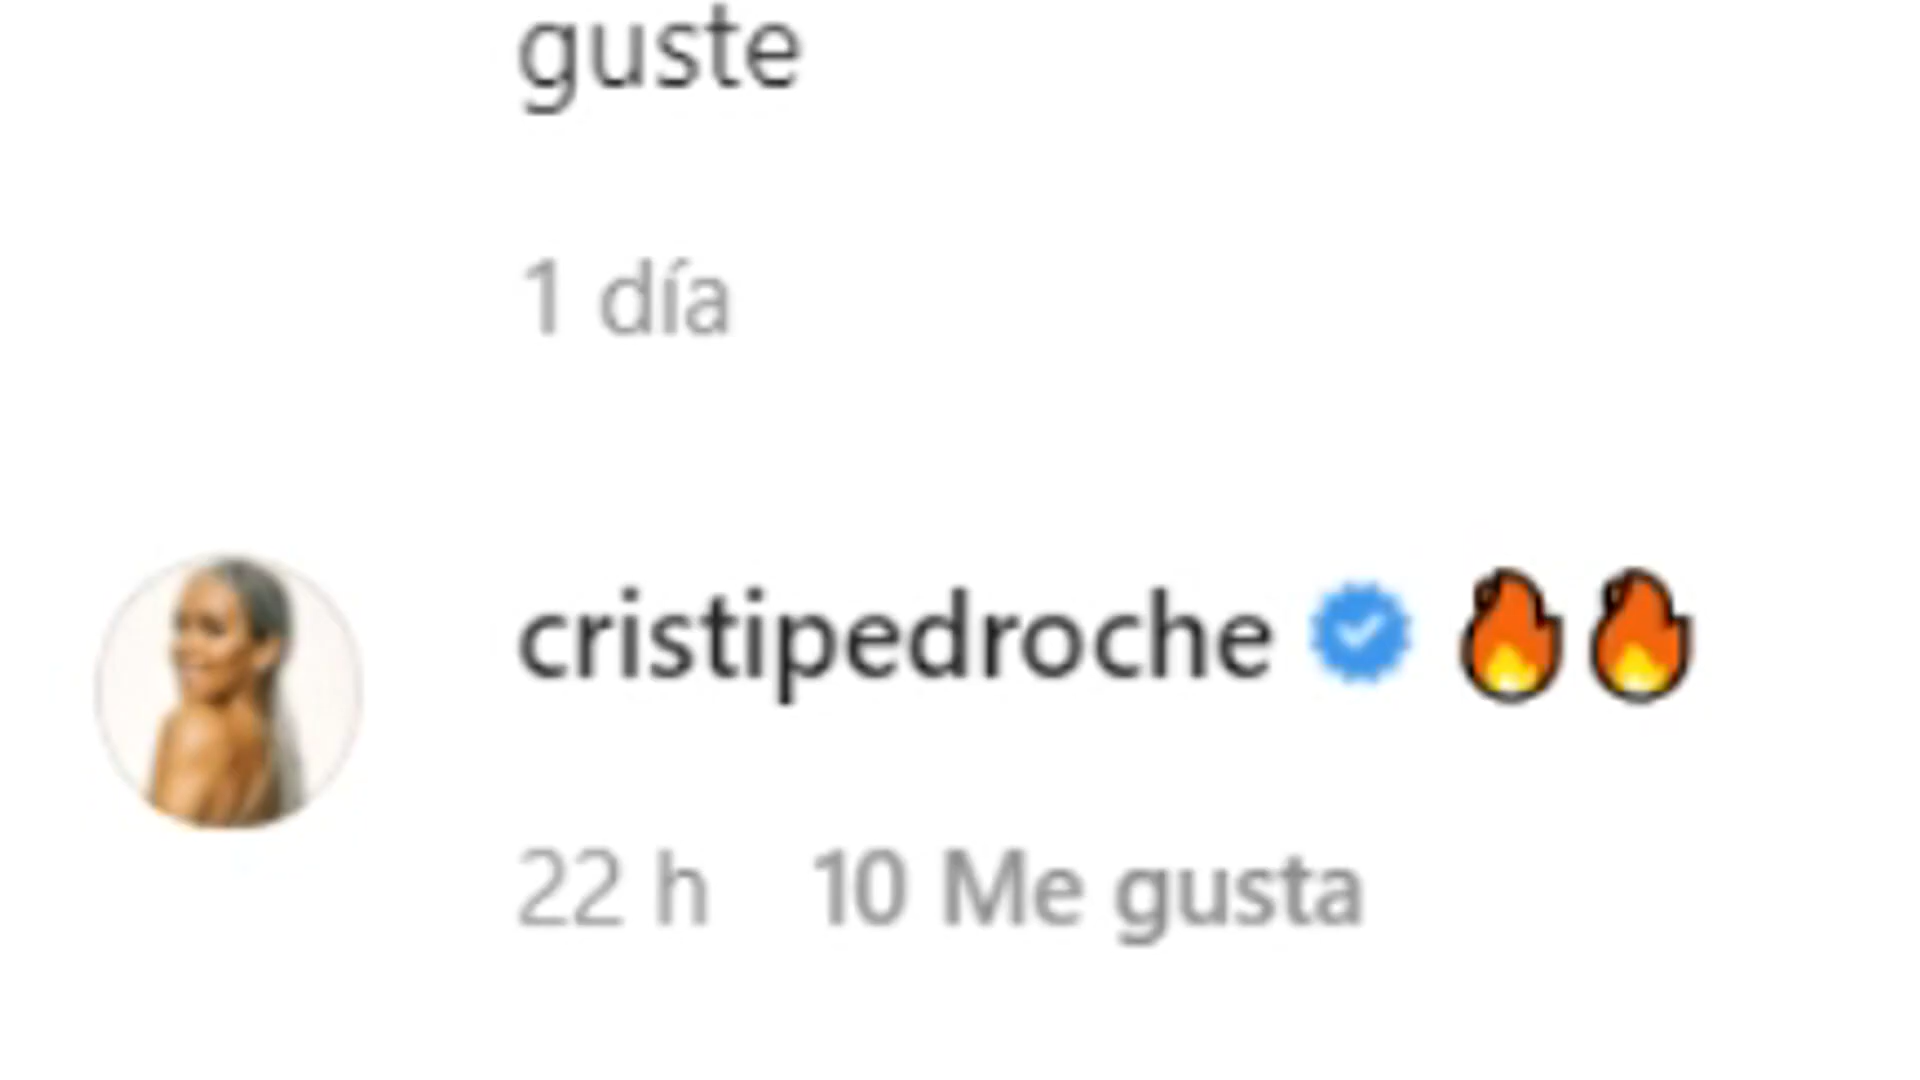 guste
1 día
cristipedroche 🔥🔥
22 h 10 Me gusta